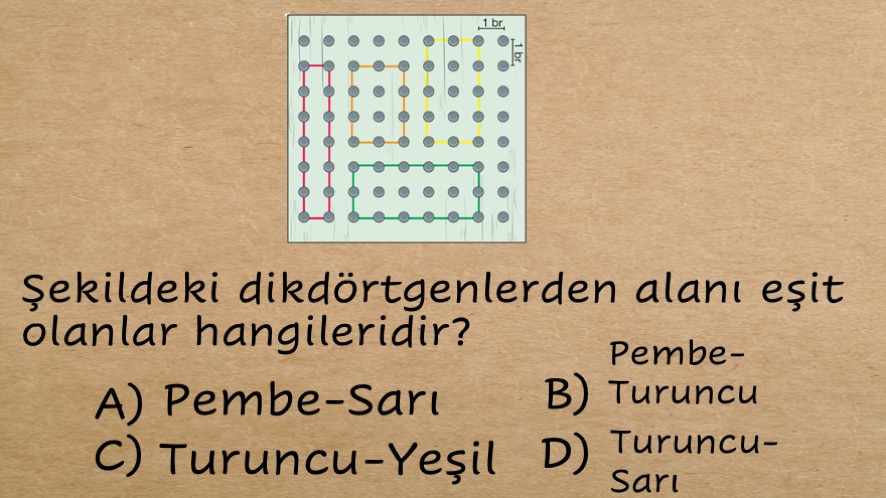 1 br
1 br
Şekildeki dikdörtgenlerden alanı eşit
olanlar hangileridir?
A) Pembe-Sarı
B) Pembe-
Turuncu
C) Turuncu-Yeşil
D) Turuncu-
Sarı